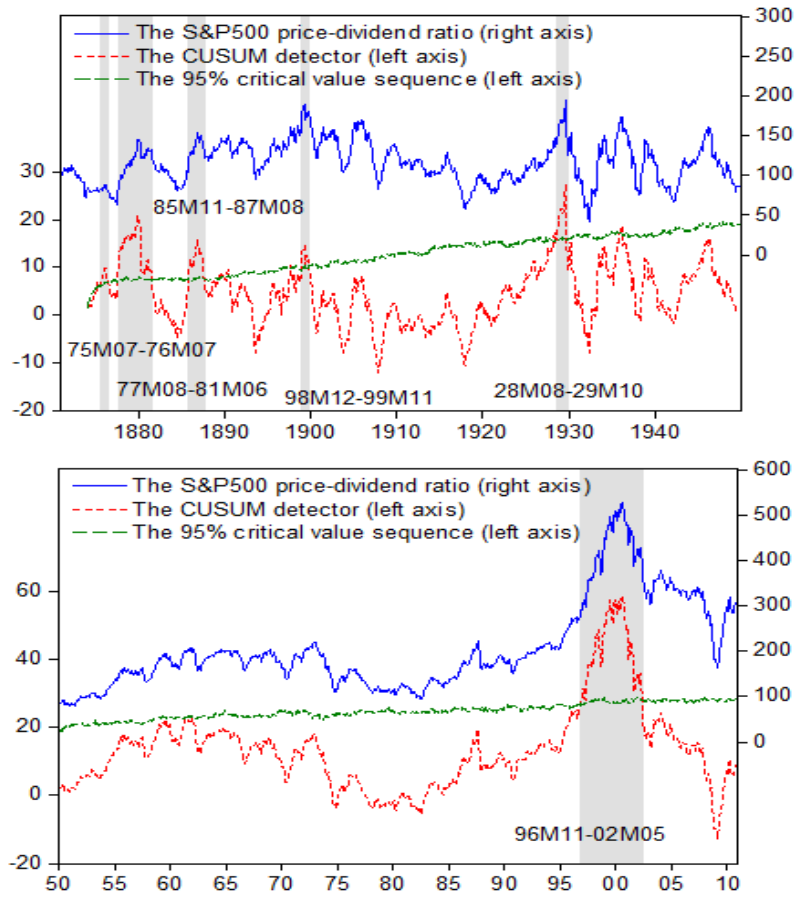 The S&P500 price-dividend ratio (right axis)
The CUSUM detector (left axis)
The 95% critical value sequence (left axis)
300
250
200
150
100
50
0
30
20
10
0
-10
-20
85M11-87M08
75M07-76M07
77M08-81M06
98M12-99M11
28M08-29M10
1880 1890 1900 1910 1920 1930 1940
The S&P500 price-dividend ratio (right axis)
The CUSUM detector (left axis)
The 95% critical value sequence (left axis)
600
500
400
300
200
100
0
60
40
20
0
-20
96M11-02M05
50 55 60 65 70 75 80 85 90 95 00 05 10